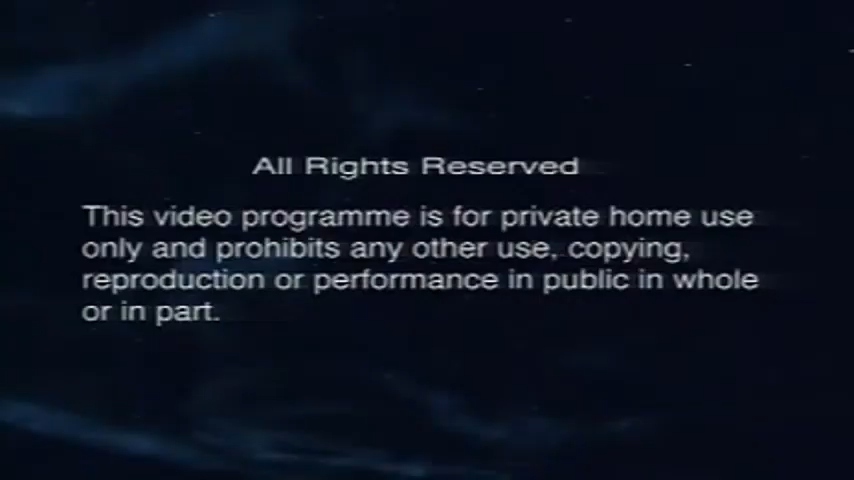 All Rights Reserved
This video programme is for private home use
only and prohibits any other use, copying,
reproduction or performance in public in whole
or in part.